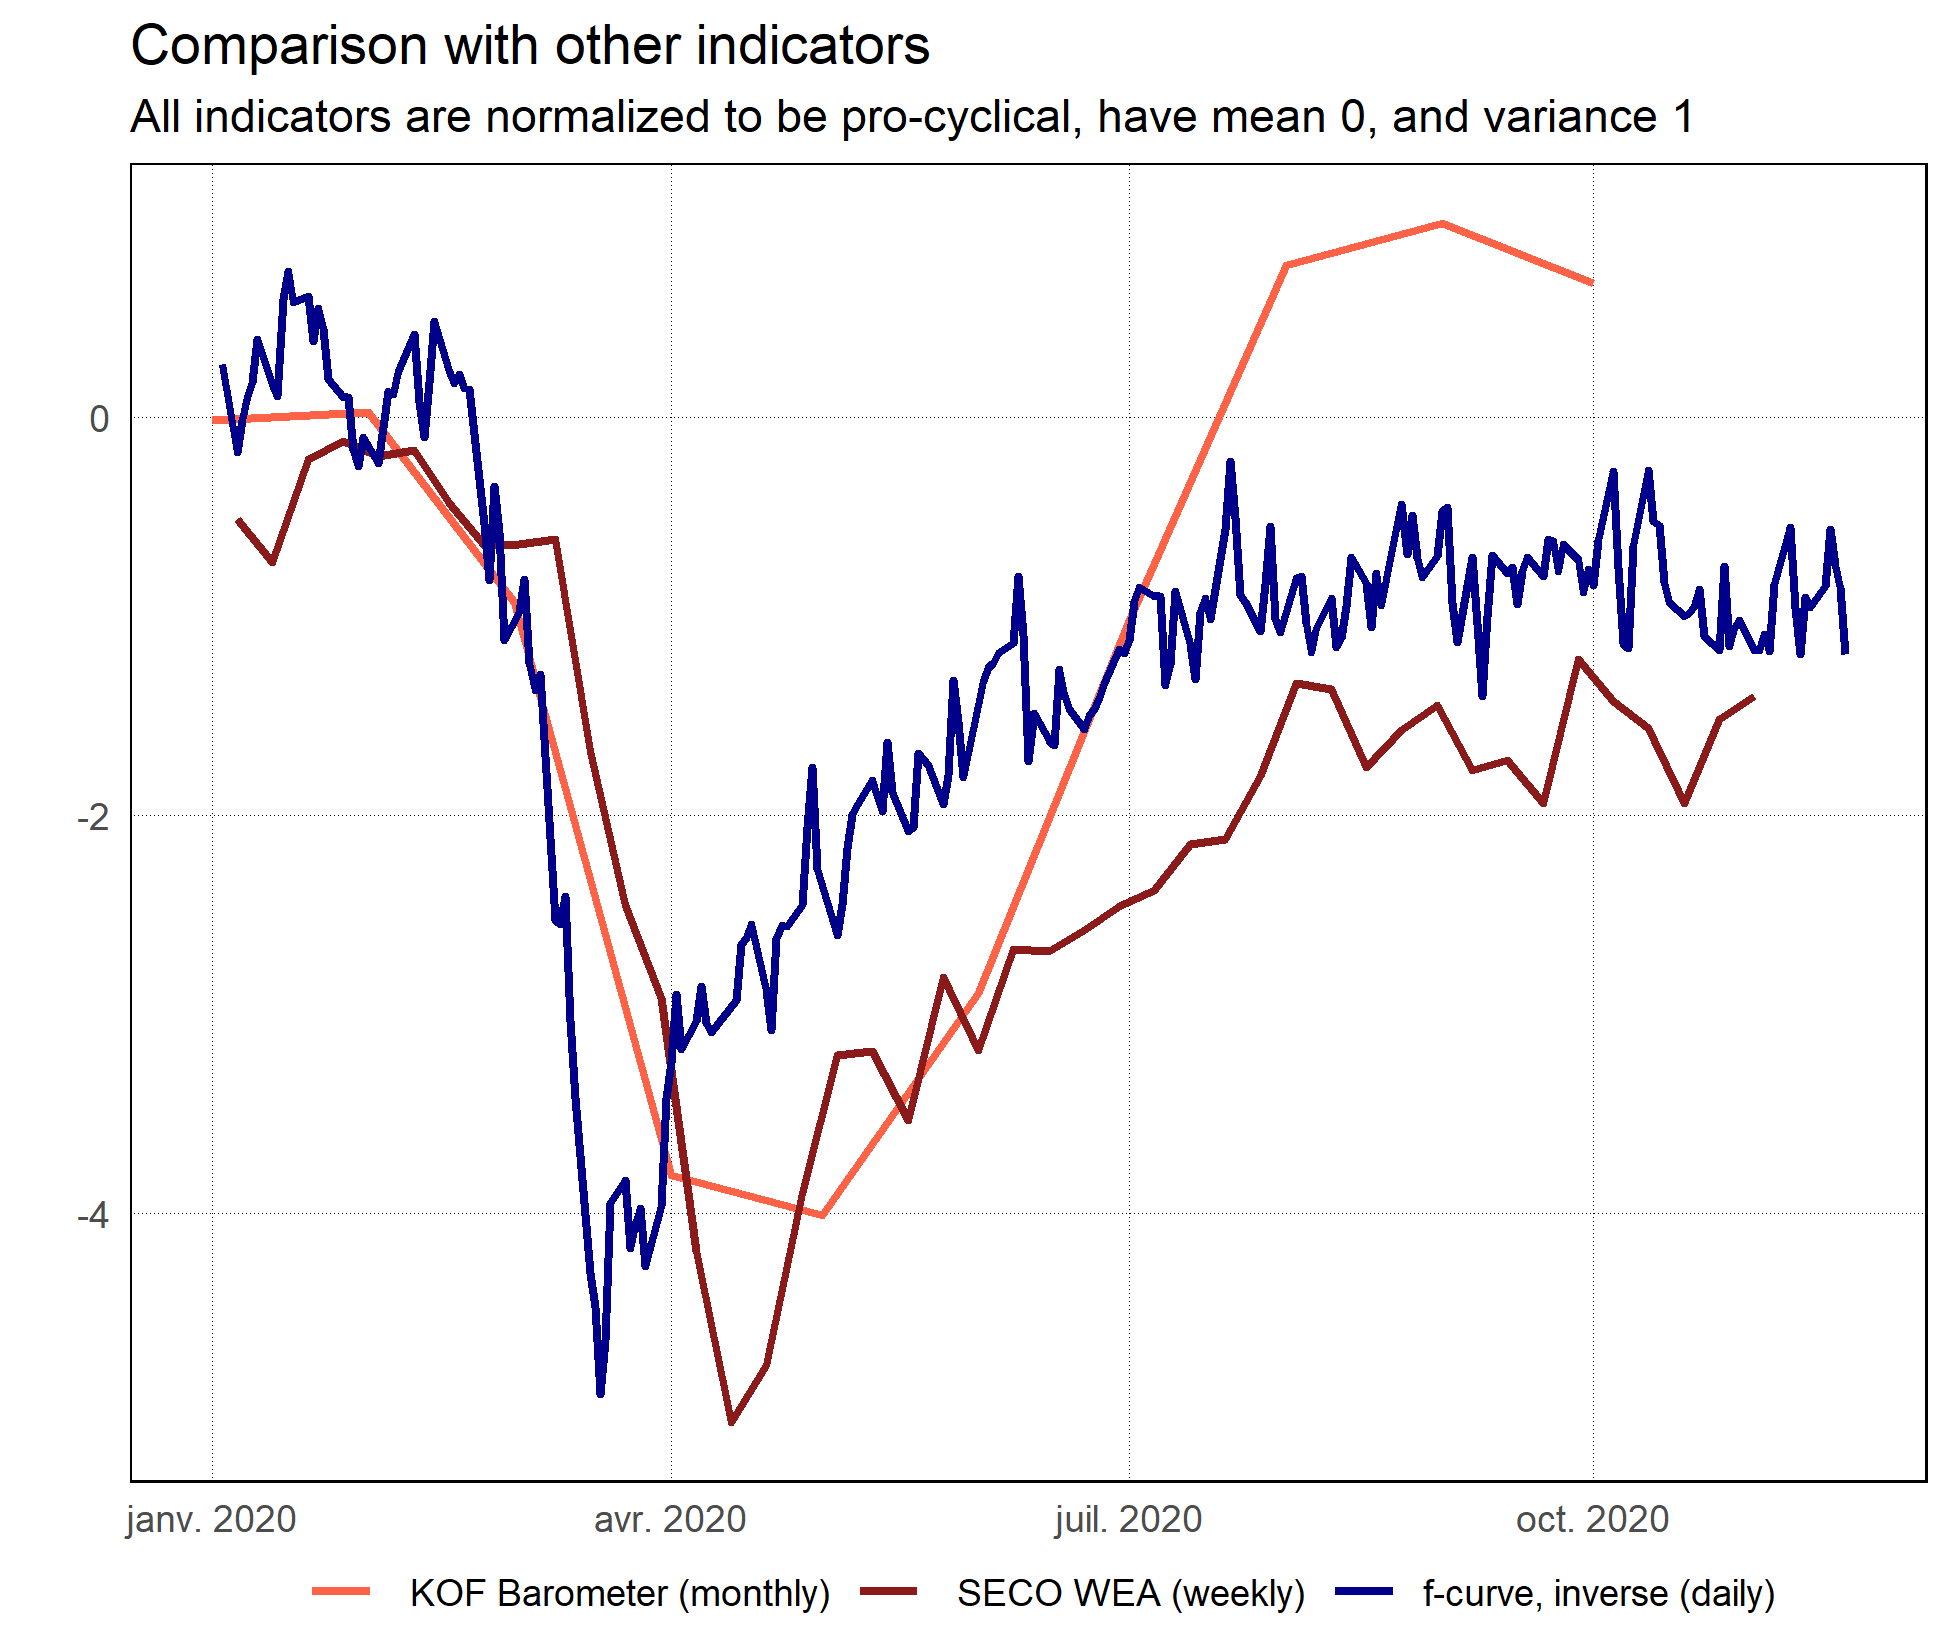 Comparison with other indicators
All indicators are normalized to be pro-cyclical, have mean 0, and variance 1
0
-2
-4
janv. 2020 avr. 2020 juil. 2020 oct. 2020
KOF Barometer (monthly) SECO WEA (weekly) f-curve, inverse (daily)